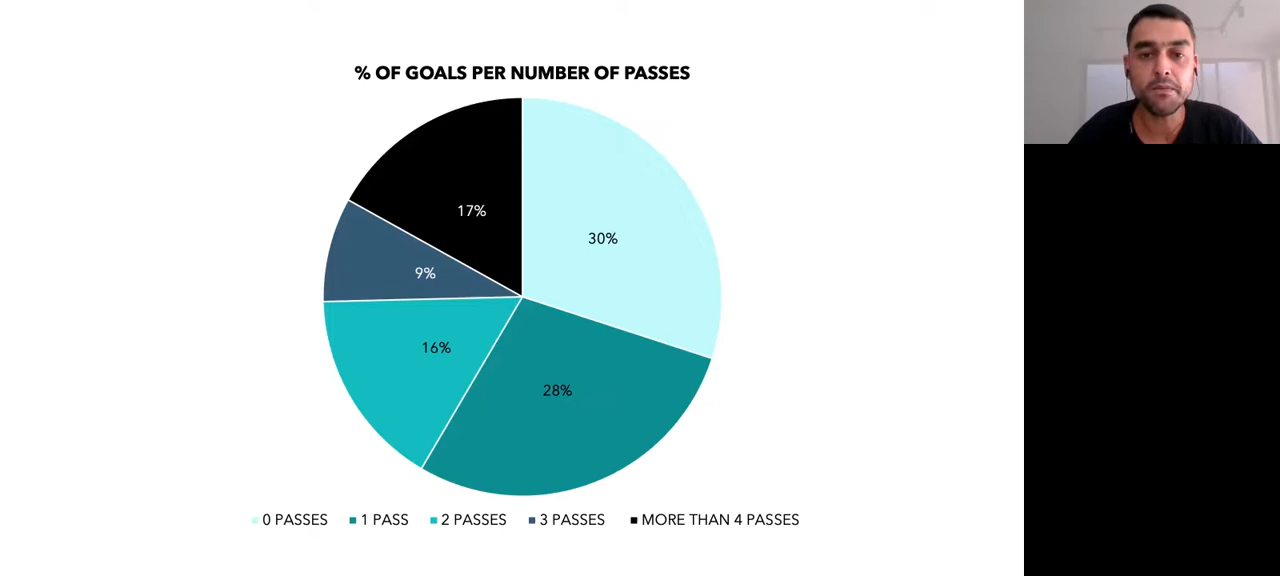 % OF GOALS PER NUMBER OF PASSES
17%
30%
9%
16%
28%
0 PASSES 1 PASS 2 PASSES 3 PASSES MORE THAN 4 PASSES